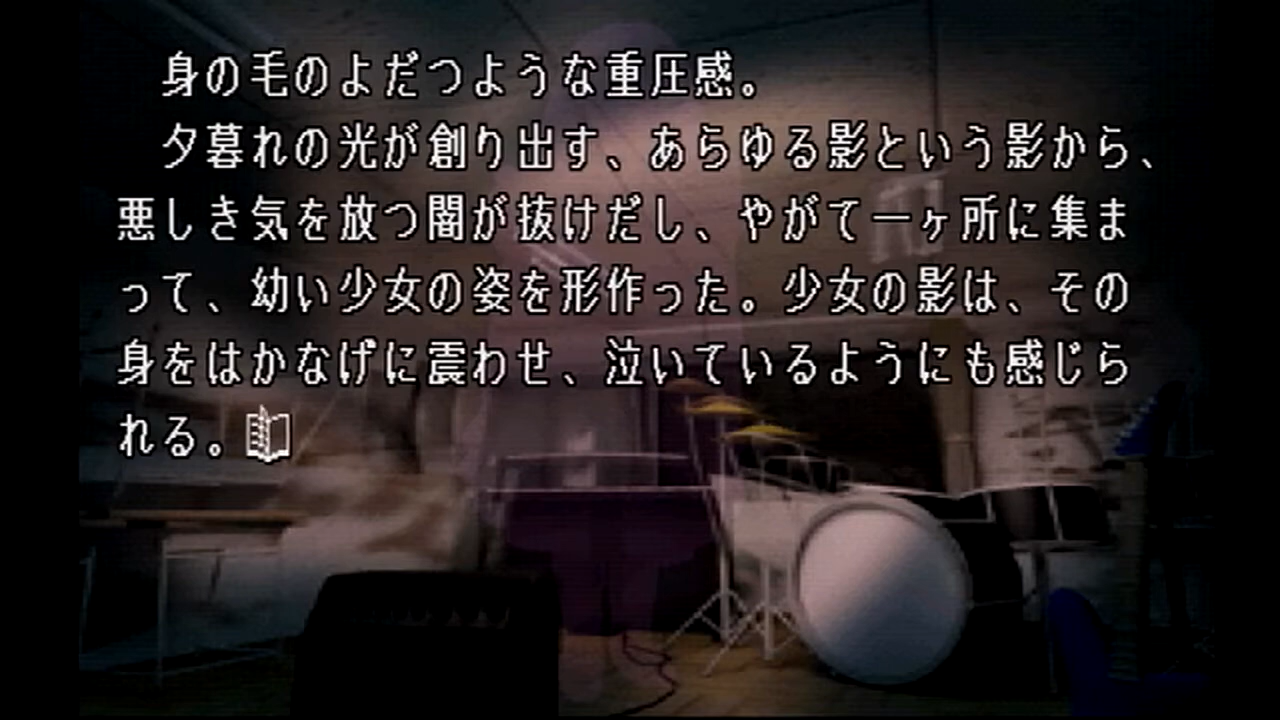 身の毛のよだつような重圧感。
　夕暮れの光が創り出す、あらゆる影という影から、
悪しき気を放つ闇が抜けだし、やがて一ヶ所に集ま
って、幼い少女の姿を形作った。少女の影は、その
身をはかなげに震わせ、泣いているようにも感じら
れる。